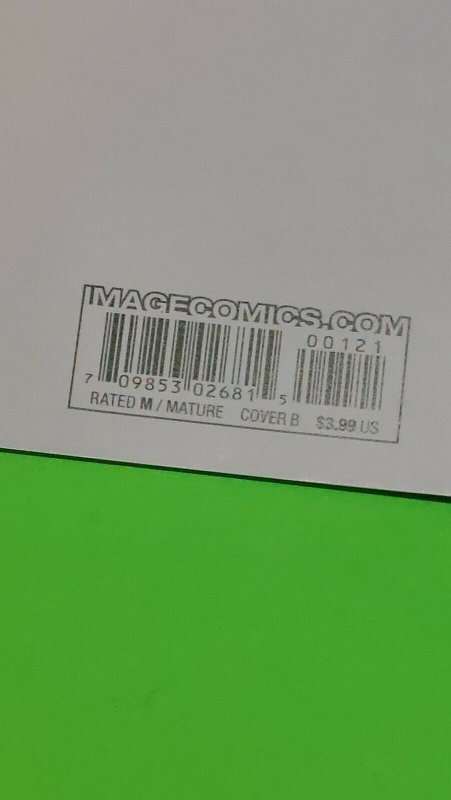 IMAGECOMICS.COM
00121
7 09853 02681 5
RATED M / MATURE COVER B $3.99 US